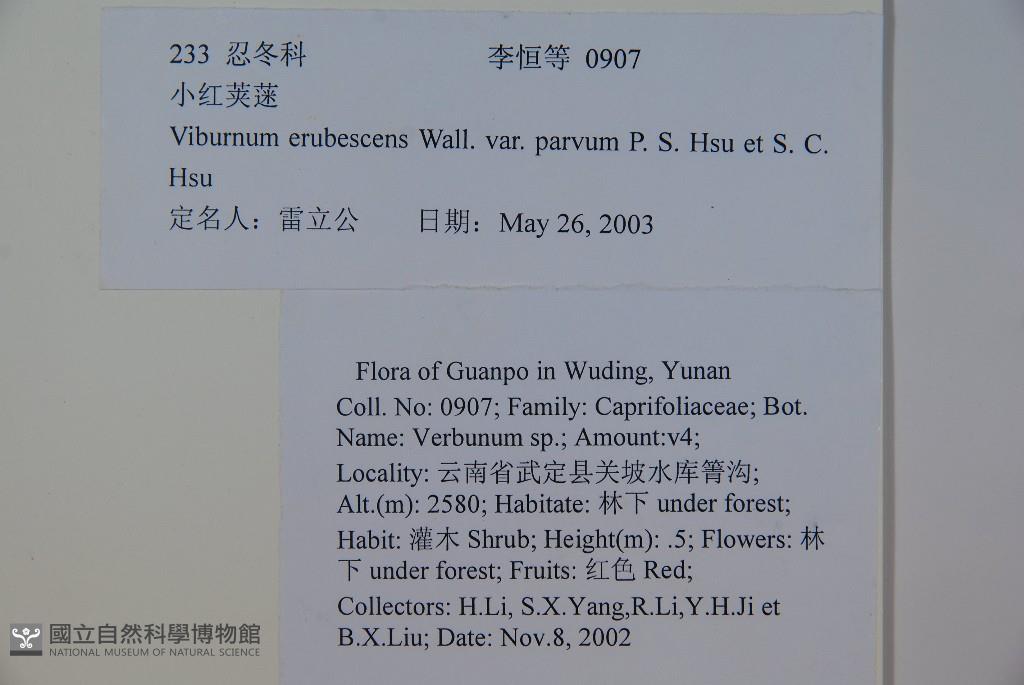 233 忍冬科 李恒等 0907
小红荚蒾
Viburnum erubescens Wall. var. parvum P. S. Hsu et S. C.
Hsu
定名人：雷立公 日期：May 26, 2003
Flora of Guanpo in Wuding, Yunan
Coll. No: 0907; Family: Caprifoliaceae; Bot.
Name: Verbunum sp.; Amount:v4;
Locality: 云南省武定县关坡水库箐沟;
Alt.(m): 2580; Habitate: 林下 under forest;
Habit: 灌木 Shrub; Height(m): .5; Flowers: 林
下 under forest; Fruits: 红色 Red;
Collectors: H.Li, S.X.Yang,R.Li,Y.H.Ji et
B.X.Liu; Date: Nov.8, 2002
國立自然科學博物館
NATIONAL MUSEUM OF NATURAL SCIENCE